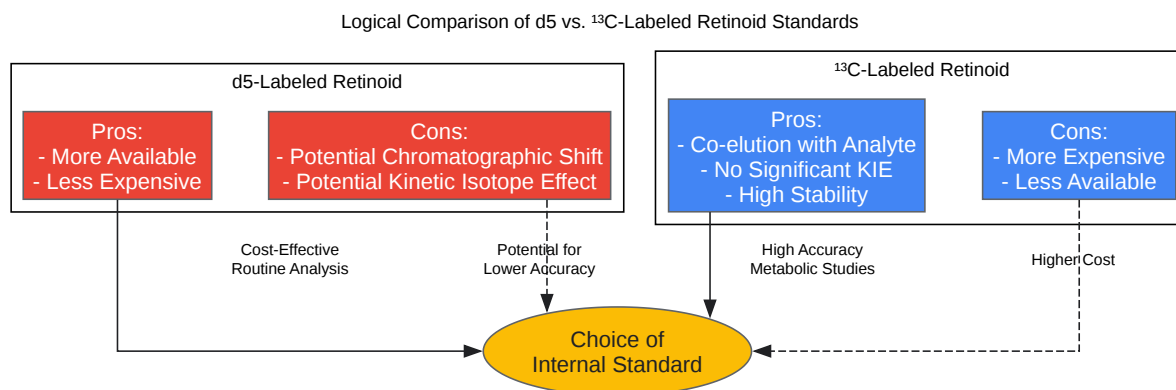 Logical Comparison of d5 vs. ¹³C-Labeled Retinoid Standards
d5-Labeled Retinoid
Pros:
- More Available
- Less Expensive
Cons:
- Potential Chromatographic Shift
- Potential Kinetic Isotope Effect
¹³C-Labeled Retinoid
Pros:
- Co-elution with Analyte
- No Significant KIE
- High Stability
Cons:
- More Expensive
- Less Available
Cost-Effective
Routine Analysis
Potential for
Lower Accuracy
High Accuracy
Metabolic Studies
Higher Cost
Choice of
Internal Standard